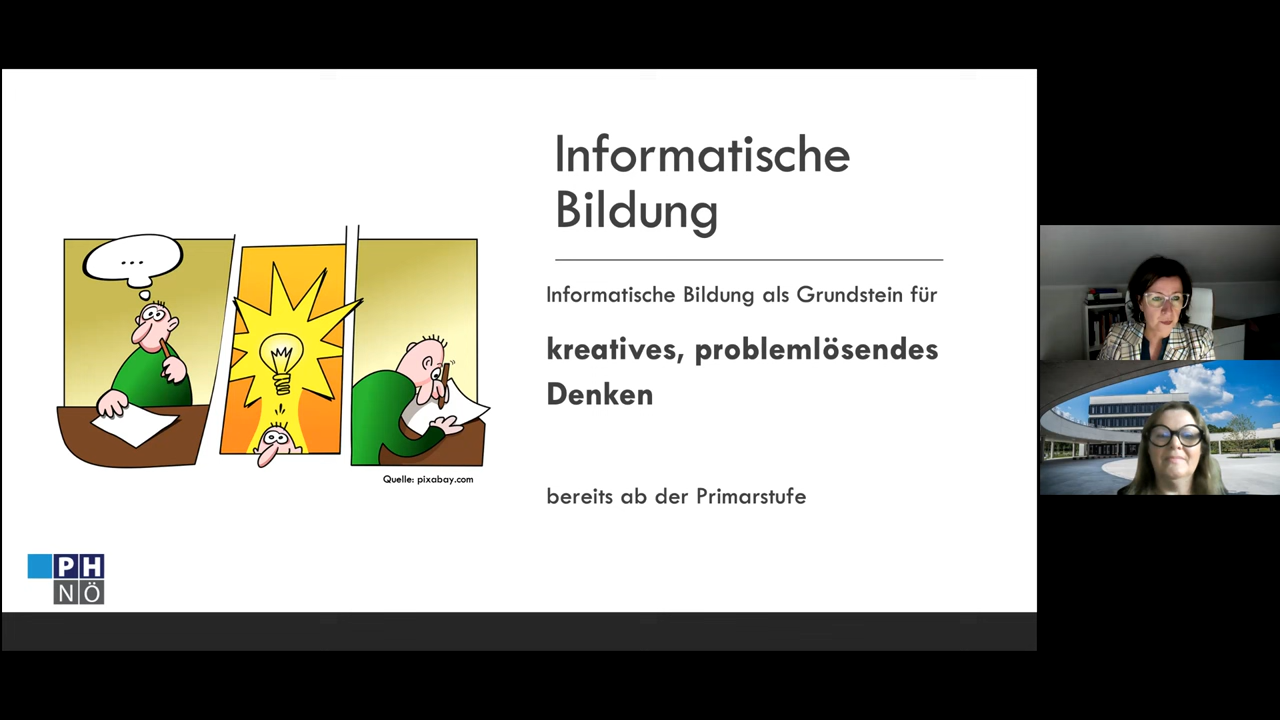 Informatische
Bildung
Informatische Bildung als Grundstein für
kreatives, problemlösendes
Denken
bereits ab der Primarstufe
...
Quelle: pixabay.com
PH
NÖ